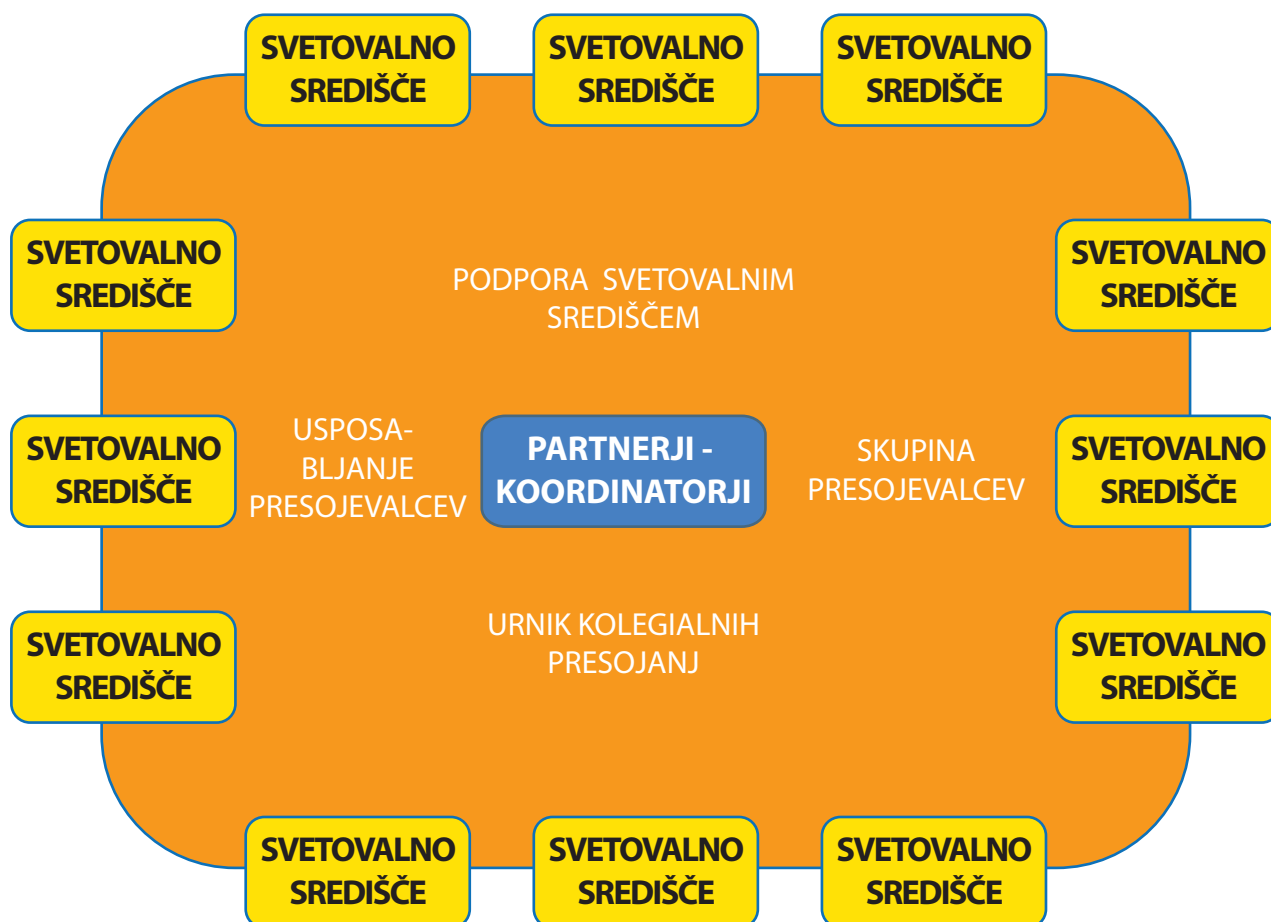 SVETOVALNO
SREDIŠČE
SVETOVALNO
SREDIŠČE
SVETOVALNO
SREDIŠČE
SVETOVALNO
SREDIŠČE
PODPORA SVETOVALNIM
SREDIŠČEM
SVETOVALNO
SREDIŠČE
SVETOVALNO
SREDIŠČE
USPOSA-
BLJANJE
PRESOJEVALCEV
PARTNERJI -
KOORDINATORJI
SKUPINA
PRESOJEVALCEV
SVETOVALNO
SREDIŠČE
SVETOVALNO
SREDIŠČE
URNIK KOLEGIALNIH
PRESOJANJ
SVETOVALNO
SREDIŠČE
SVETOVALNO
SREDIŠČE
SVETOVALNO
SREDIŠČE
SVETOVALNO
SREDIŠČE